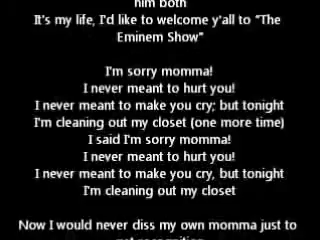 him both
It's my life, I'd like to welcome y'all to "The
Eminem Show"
I'm sorry momma!
I never meant to hurt you!
I never meant to make you cry; but tonight
I'm cleaning out my closet (one more time)
I said I'm sorry momma!
I never meant to hurt you!
I never meant to make you cry; but tonight
I'm cleaning out my closet
Now I would never diss my own momma just to
get recognition